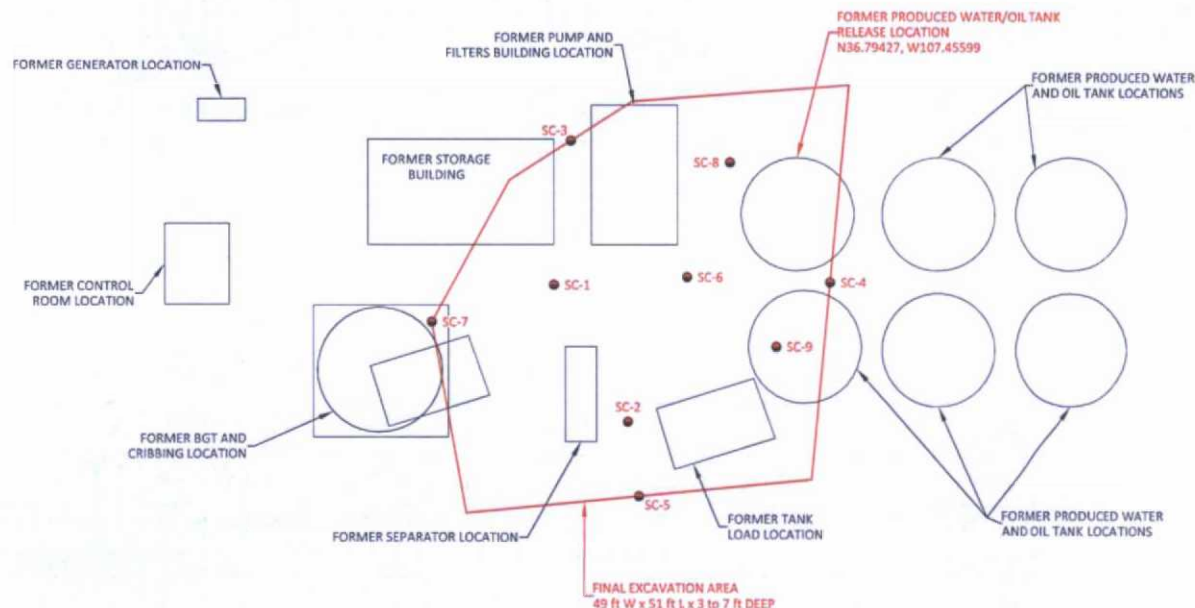 FORMER PRODUCED WATER/OIL TANK
RELEASE LOCATION
N36.79427, W107.45599
FORMER PUMP AND
FILTERS BUILDING LOCATION
FORMER GENERATOR LOCATION
FORMER PRODUCED WATER
AND OIL TANK LOCATIONS
SC-3
FORMER STORAGE
BUILDING
SC-8
SC-6
SC-1
SC-4
FORMER CONTROL
ROOM LOCATION
SC-7
SC-9
SC-2
FORMER BGT AND
CRIBBING LOCATION
SC-5
FORMER TANK
LOAD LOCATION
FORMER PRODUCED WATER
AND OIL TANK LOCATIONS
FORMER SEPARATOR LOCATION
FINAL EXCAVATION AREA
49 ft W x 51 ft L x 3 to 7 ft DEEP